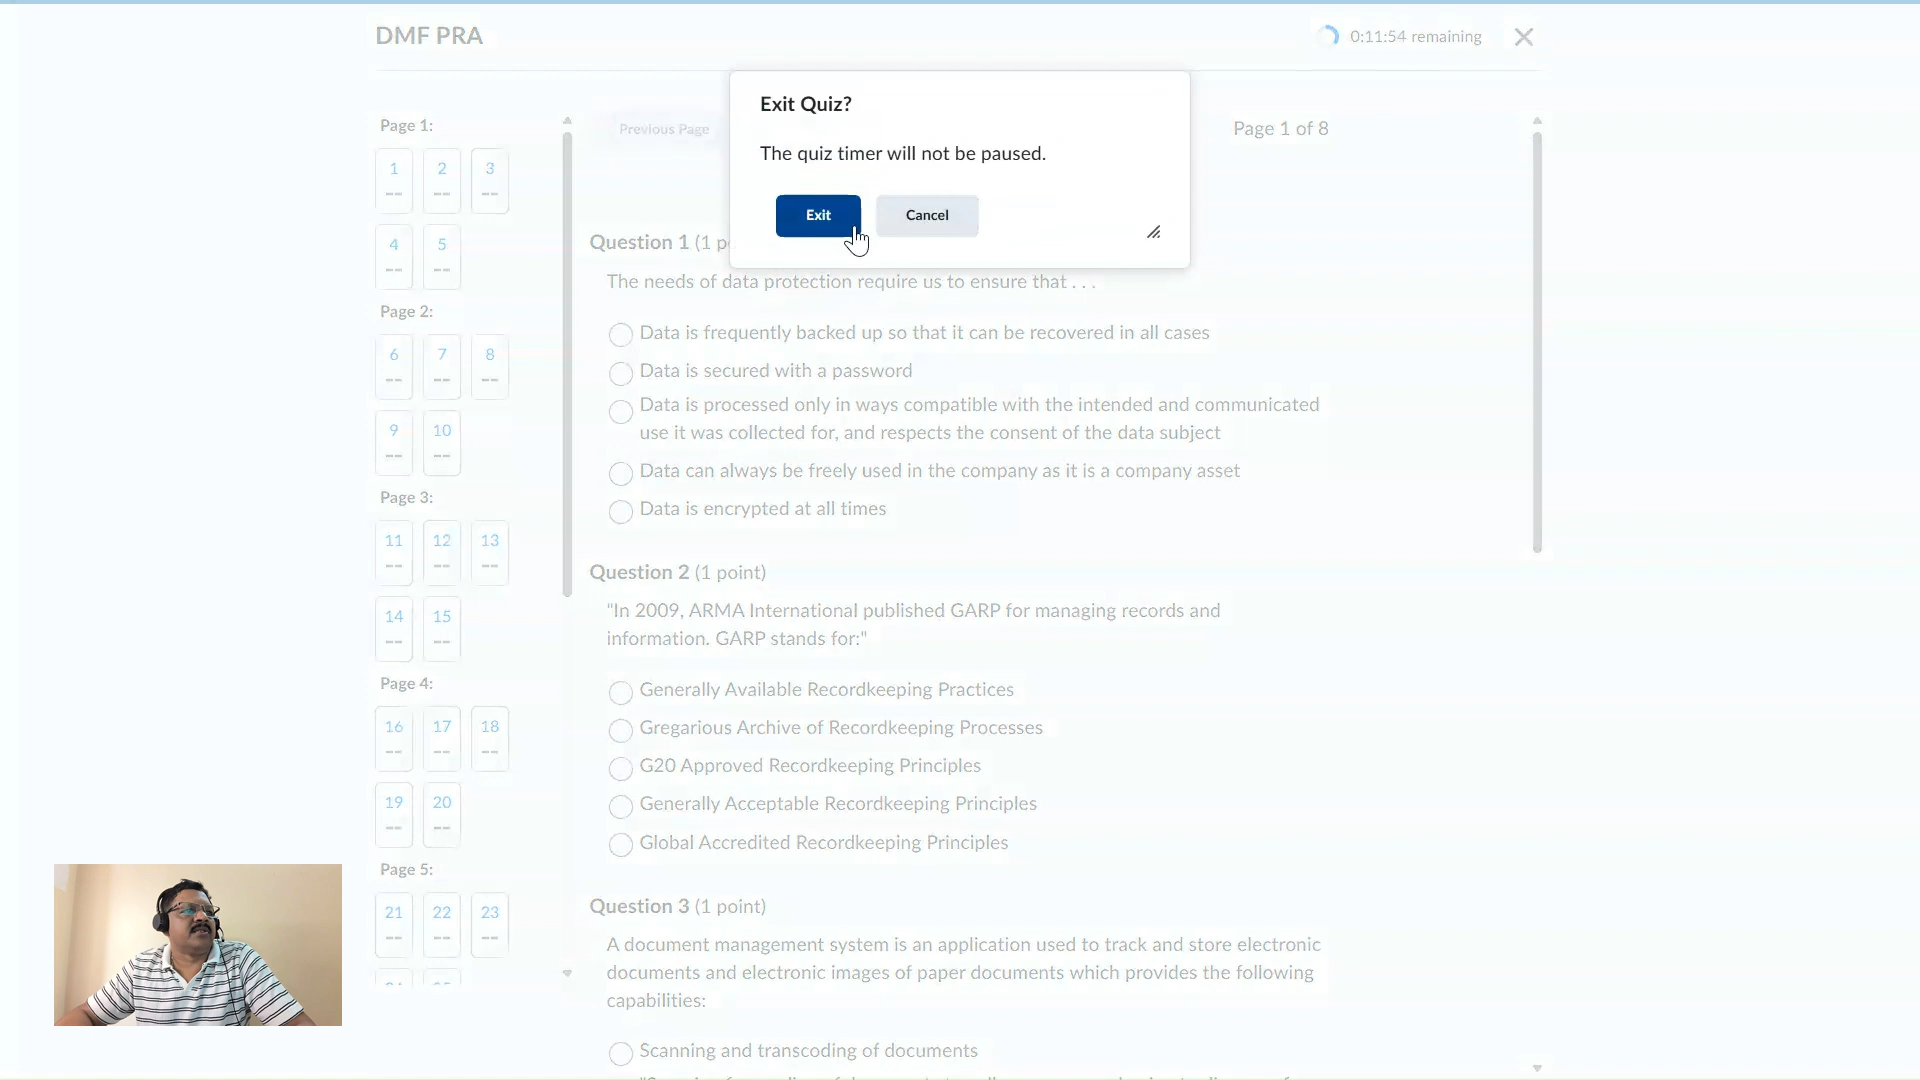 DMF PRA
0:11:54 remaining
Exit Quiz?
The quiz timer will not be paused.
Exit
Cancel
Page 1:
1
--
2
--
3
--
4
--
5
--
Page 2:
6
--
7
--
8
--
9
--
10
--
Page 3:
11
--
12
--
13
--
14
--
15
--
Page 4:
16
--
17
--
18
--
19
--
20
--
Page 5:
21
--
22
--
23
--
Previous Page
Page 1 of 8
Question 1 (1 p
The needs of data protection require us to ensure that . . .
Data is frequently backed up so that it can be recovered in all cases
Data is secured with a password
Data is processed only in ways compatible with the intended and communicated
use it was collected for, and respects the consent of the data subject
Data can always be freely used in the company as it is a company asset
Data is encrypted at all times
Question 2 (1 point)
"In 2009, ARMA International published GARP for managing records and
information. GARP stands for:"
Generally Available Recordkeeping Practices
Gregarious Archive of Recordkeeping Processes
G20 Approved Recordkeeping Principles
Generally Acceptable Recordkeeping Principles
Global Accredited Recordkeeping Principles
Question 3 (1 point)
A document management system is an application used to track and store electronic
documents and electronic images of paper documents which provides the following
capabilities:
Scanning and transcoding of documents